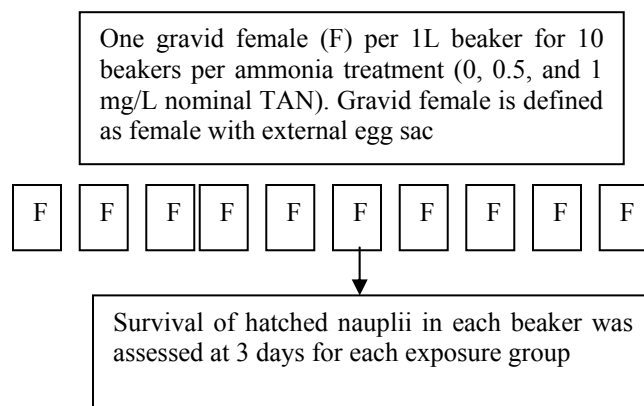 One gravid female (F) per 1L beaker for 10
beakers per ammonia treatment (0, 0.5, and 1
mg/L nominal TAN). Gravid female is defined
as female with external egg sac
F F F F F F F F F F
Survival of hatched nauplii in each beaker was
assessed at 3 days for each exposure group